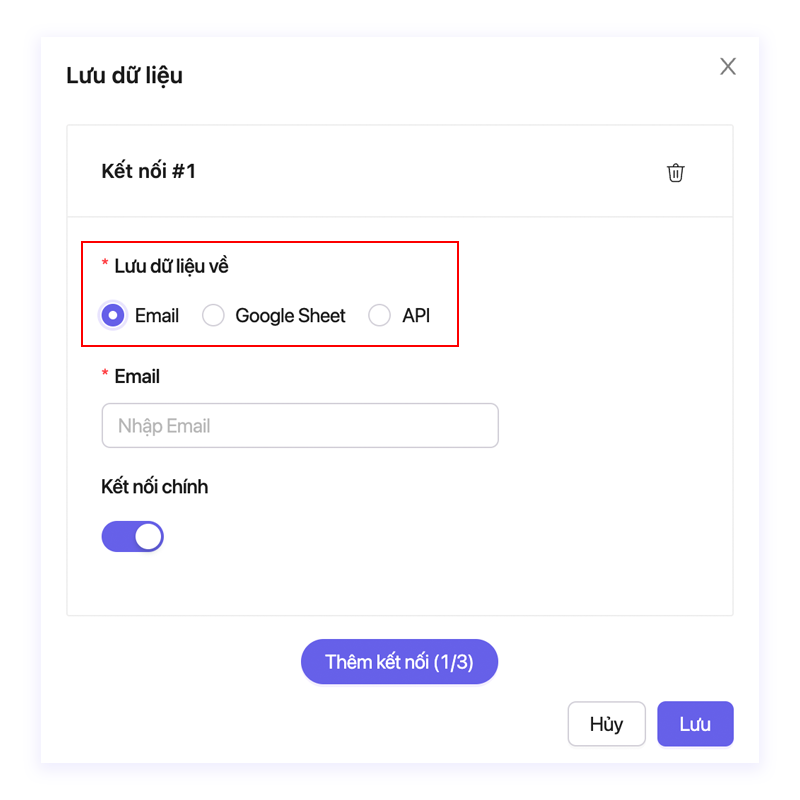 Lưu dữ liệu
Kết nối #1
* Lưu dữ liệu về
Email Google Sheet API
* Email
Nhập Email
Kết nối chính
Thêm kết nối (1/3)
Hủy Lưu